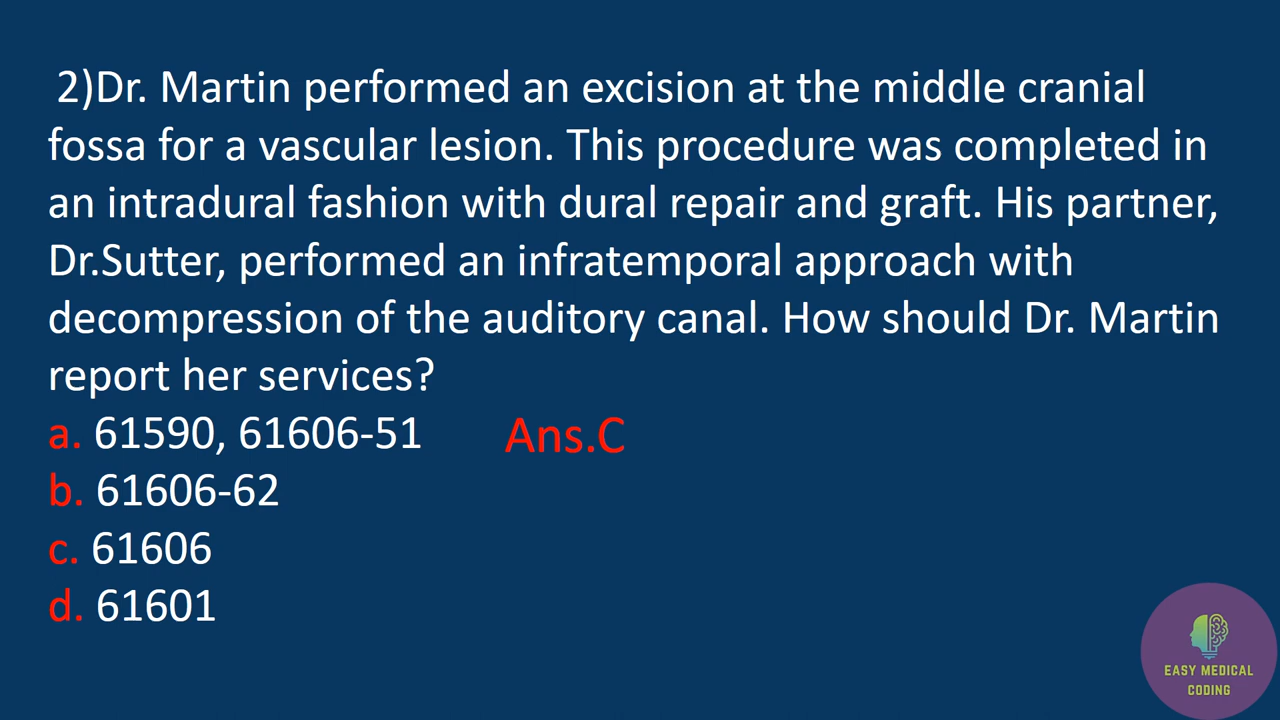 2)Dr. Martin performed an excision at the middle cranial
fossa for a vascular lesion. This procedure was completed in
an intradural fashion with dural repair and graft. His partner,
Dr.Sutter, performed an infratemporal approach with
decompression of the auditory canal. How should Dr. Martin
report her services?
a. 61590, 61606-51 Ans.C
b. 61606-62
c. 61606
d. 61601
EASY MEDICAL
CODING